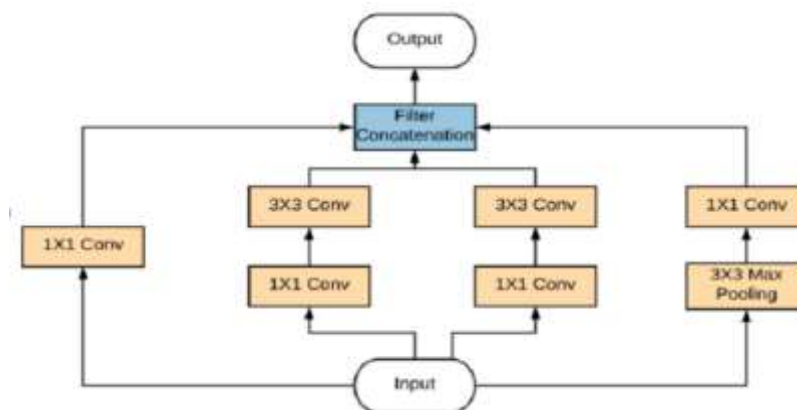 Output
Filter
Concatenation
3X3 Conv
3X3 Conv
1X1 Conv
1X1 Conv
1X1 Conv
1X1 Conv
3X3 Max
Pooling
Input